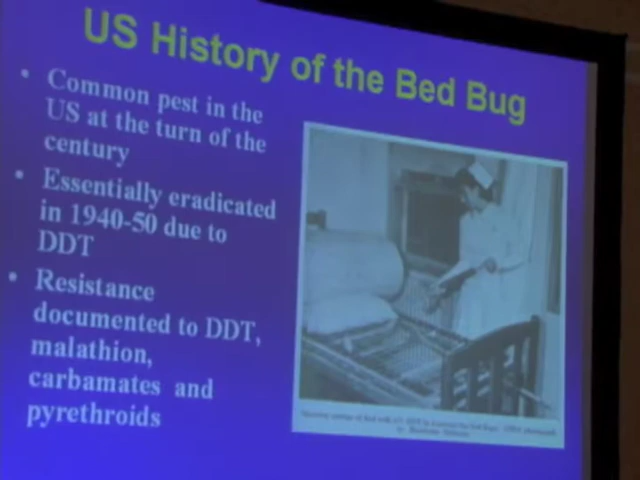 US History of the Bed Bug
• Common pest in the
US at the turn of the
century
• Essentially eradicated
in 1940-50 due to
DDT
• Resistance
documented to DDT,
malathion,
carbamates and
pyrethroids